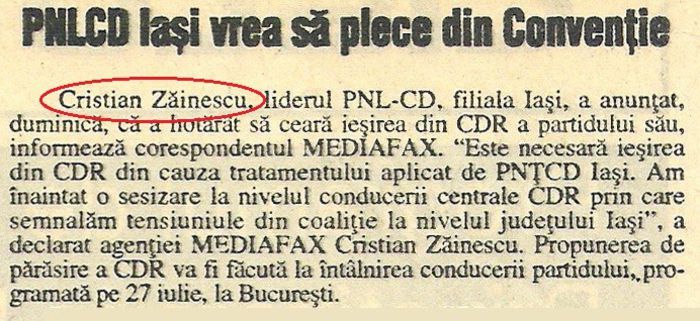 PNLCD Iaşi vrea să plece din Convenţie
Cristian Zăinescu, liderul PNL-CD, filiala Iaşi, a anunţat,
duminică, că a hotărât să ceară ieşirea din CDR a partidului său,
informează corespondentul MEDIAFAX. “Este necesară ieşirea
din CDR din cauza tratamentului aplicat de PNŢCD Iaşi. Am
înaintat o sesizare la nivelul conducerii centrale CDR prin care
semnalăm tensiuniule din coaliţie la nivelul judeţului Iaşi”, a
declarat agenţiei MEDIAFAX Cristian Zăinescu. Propunerea de
părăsire a CDR va fi făcută la întâlnirea conducerii partidului, pro-
gramată pe 27 iulie, la Bucureşti.